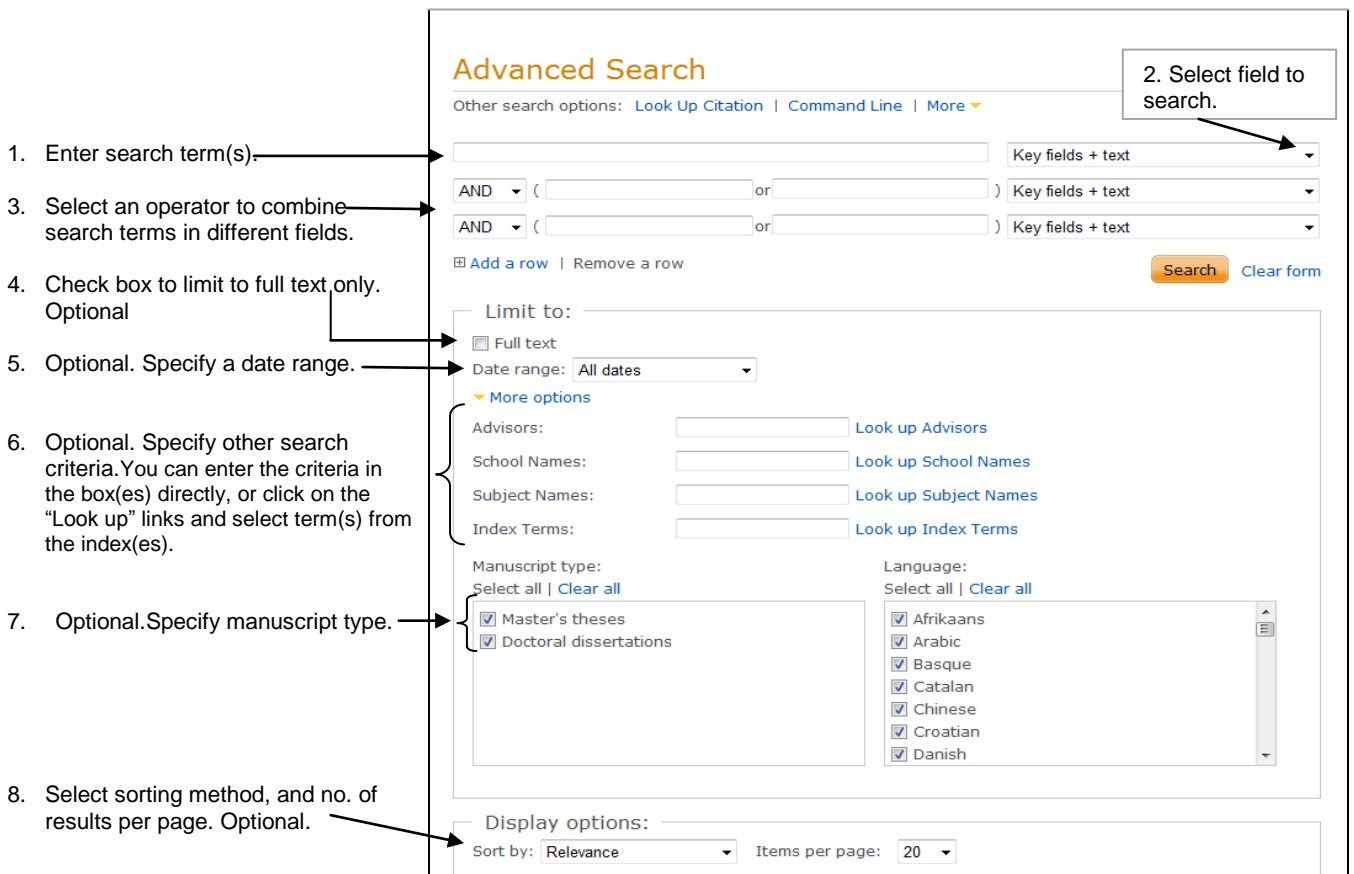 Advanced Search
2. Select field to
search.
Other search options: Look Up Citation | Command Line | More
1. Enter search term(s).
Key fields + text
AND ( or ) Key fields + text
3. Select an operator to combine
search terms in different fields.
AND ( or ) Key fields + text
Add a row | Remove a row
Search Clear form
4. Check box to limit to full text only.
Optional
Limit to:
Full text
5. Optional. Specify a date range.
Date range: All dates
More options
6. Optional. Specify other search
criteria.You can enter the criteria in
the box(es) directly, or click on the
“Look up” links and select term(s) from
the index(es).
Advisors: Look up Advisors
School Names: Look up School Names
Subject Names: Look up Subject Names
Index Terms: Look up Index Terms
Manuscript type:
Select all | Clear all
7. Optional.Specify manuscript type.
Master's theses
Doctoral dissertations
Language:
Select all | Clear all
Afrikaans
Arabic
Basque
Catalan
Chinese
Croatian
Danish
8. Select sorting method, and no. of
results per page. Optional.
Display options:
Sort by: Relevance Items per page: 20